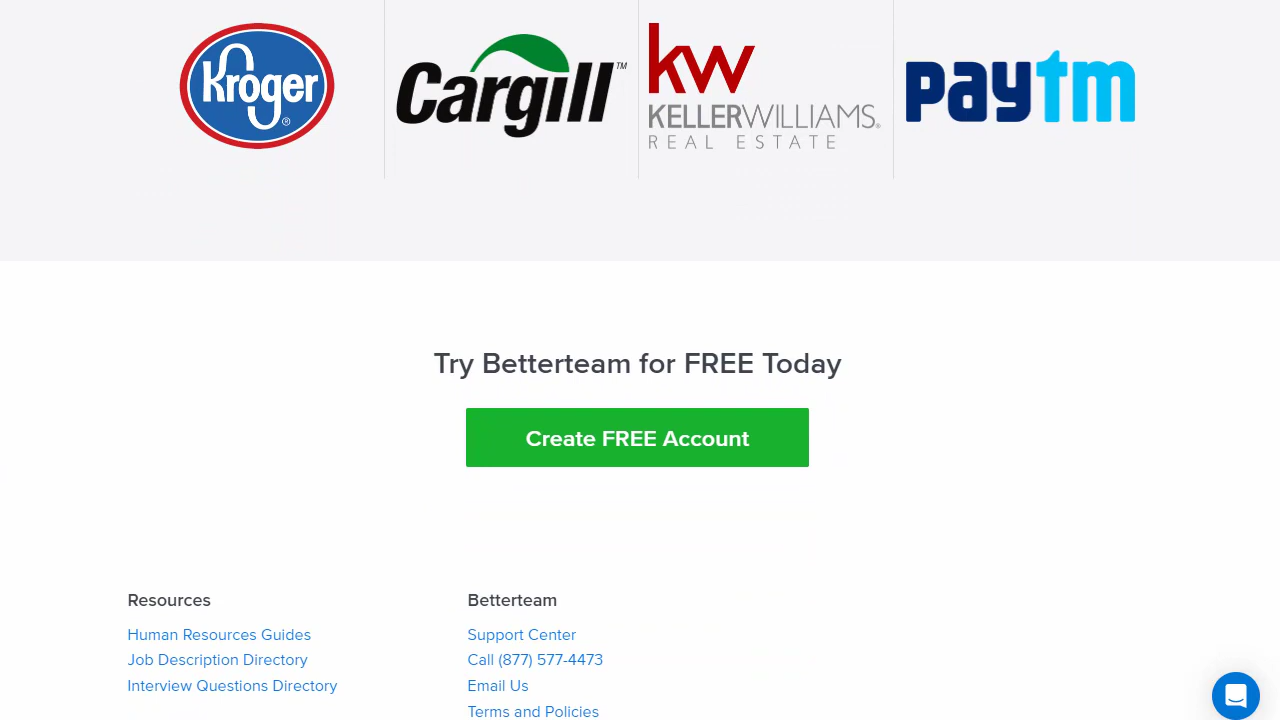 Kroger®
Cargill™
kw
KELLERWILLIAMS®
REAL ESTATE
paytm
Try Betterteam for FREE Today
Create FREE Account
Resources
Human Resources Guides
Job Description Directory
Interview Questions Directory
Betterteam
Support Center
Call (877) 577-4473
Email Us
Terms and Policies